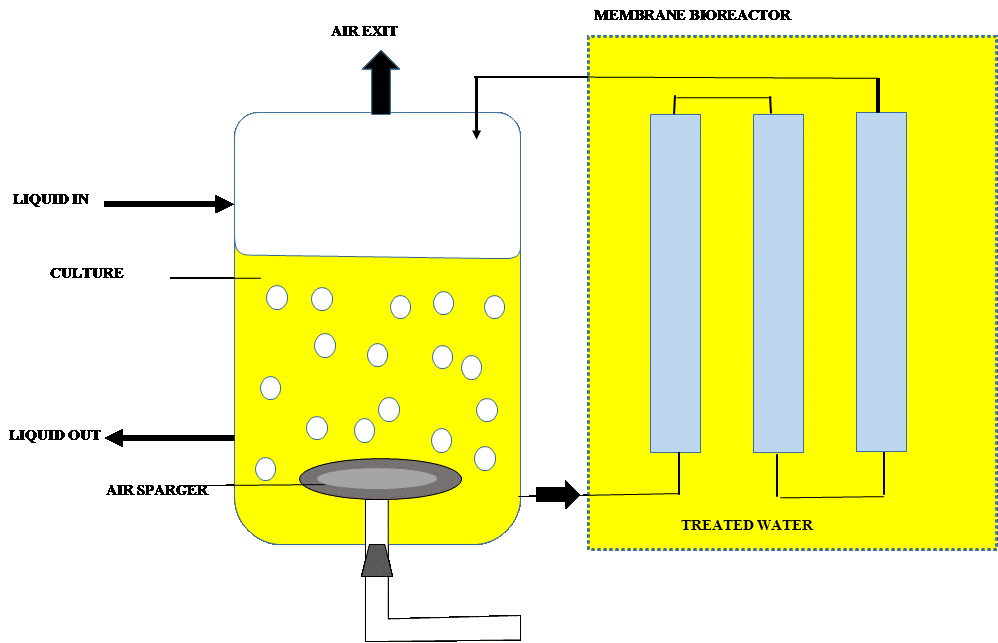 MEMBRANE BIOREACTOR
AIR EXIT
LIQUID IN
CULTURE
LIQUID OUT
AIR SPARGER
TREATED WATER